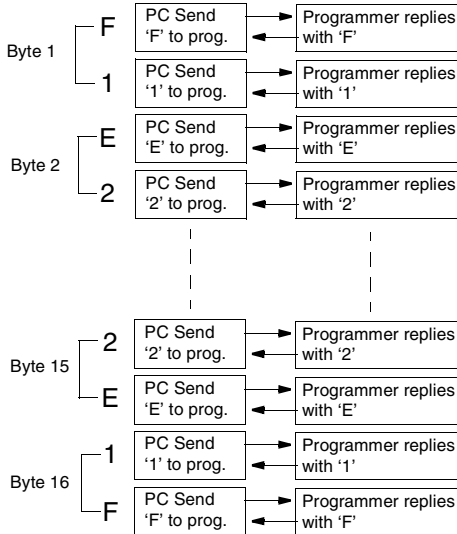 F
PC Send
'F' to prog.
Programmer replies
with 'F'
Byte 1
1
PC Send
'1' to prog.
Programmer replies
with '1'
E
PC Send
'E' to prog.
Programmer replies
with 'E'
Byte 2
2
PC Send
'2' to prog.
Programmer replies
with '2'
2
PC Send
'2' to prog.
Programmer replies
with '2'
Byte 15
E
PC Send
'E' to prog.
Programmer replies
with 'E'
1
PC Send
'1' to prog.
Programmer replies
with '1'
Byte 16
F
PC Send
'F' to prog.
Programmer replies
with 'F'